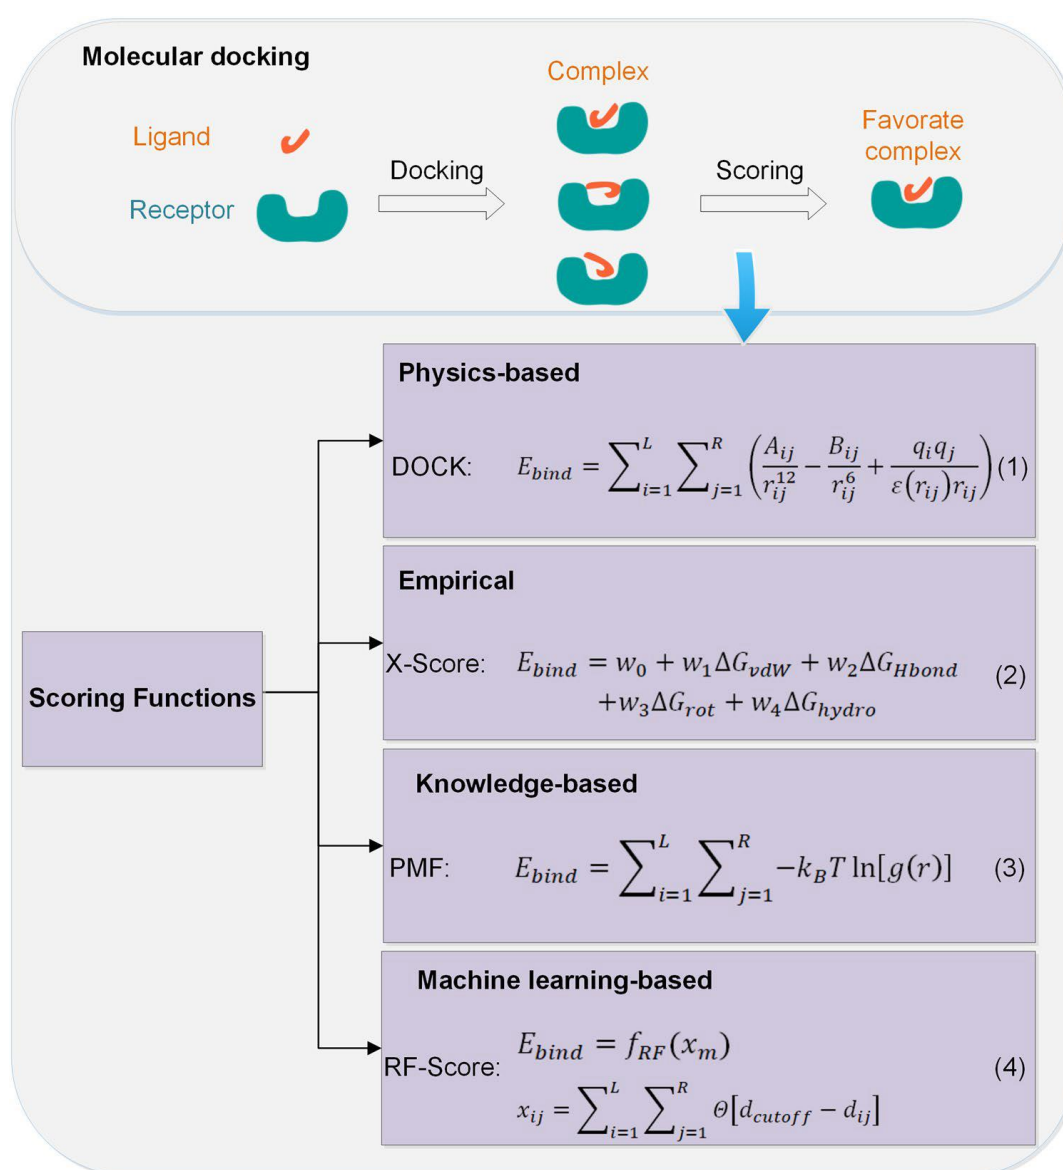 Molecular docking
Complex
Ligand
Favorate
complex
Docking
Scoring
Receptor
Physics-based
DOCK: E_{bind} = \sum_{i=1}^{L} \sum_{j=1}^{R} \left( \frac{A_{ij}}{r_{ij}^{12}} - \frac{B_{ij}}{r_{ij}^{6}} + \frac{q_i q_j}{\varepsilon(r_{ij}) r_{ij}} \right) (1)
Empirical
X-Score: E_{bind} = w_0 + w_1 \Delta G_{vdW} + w_2 \Delta G_{Hbond}
+ w_3 \Delta G_{rot} + w_4 \Delta G_{hydro} (2)
Scoring Functions
Knowledge-based
PMF: E_{bind} = \sum_{i=1}^{L} \sum_{j=1}^{R} -k_B T \ln[g(r)] (3)
Machine learning-based
RF-Score: E_{bind} = f_{RF}(x_m)
x_{ij} = \sum_{i=1}^{L} \sum_{j=1}^{R} \Theta[d_{cutoff} - d_{ij}] (4)